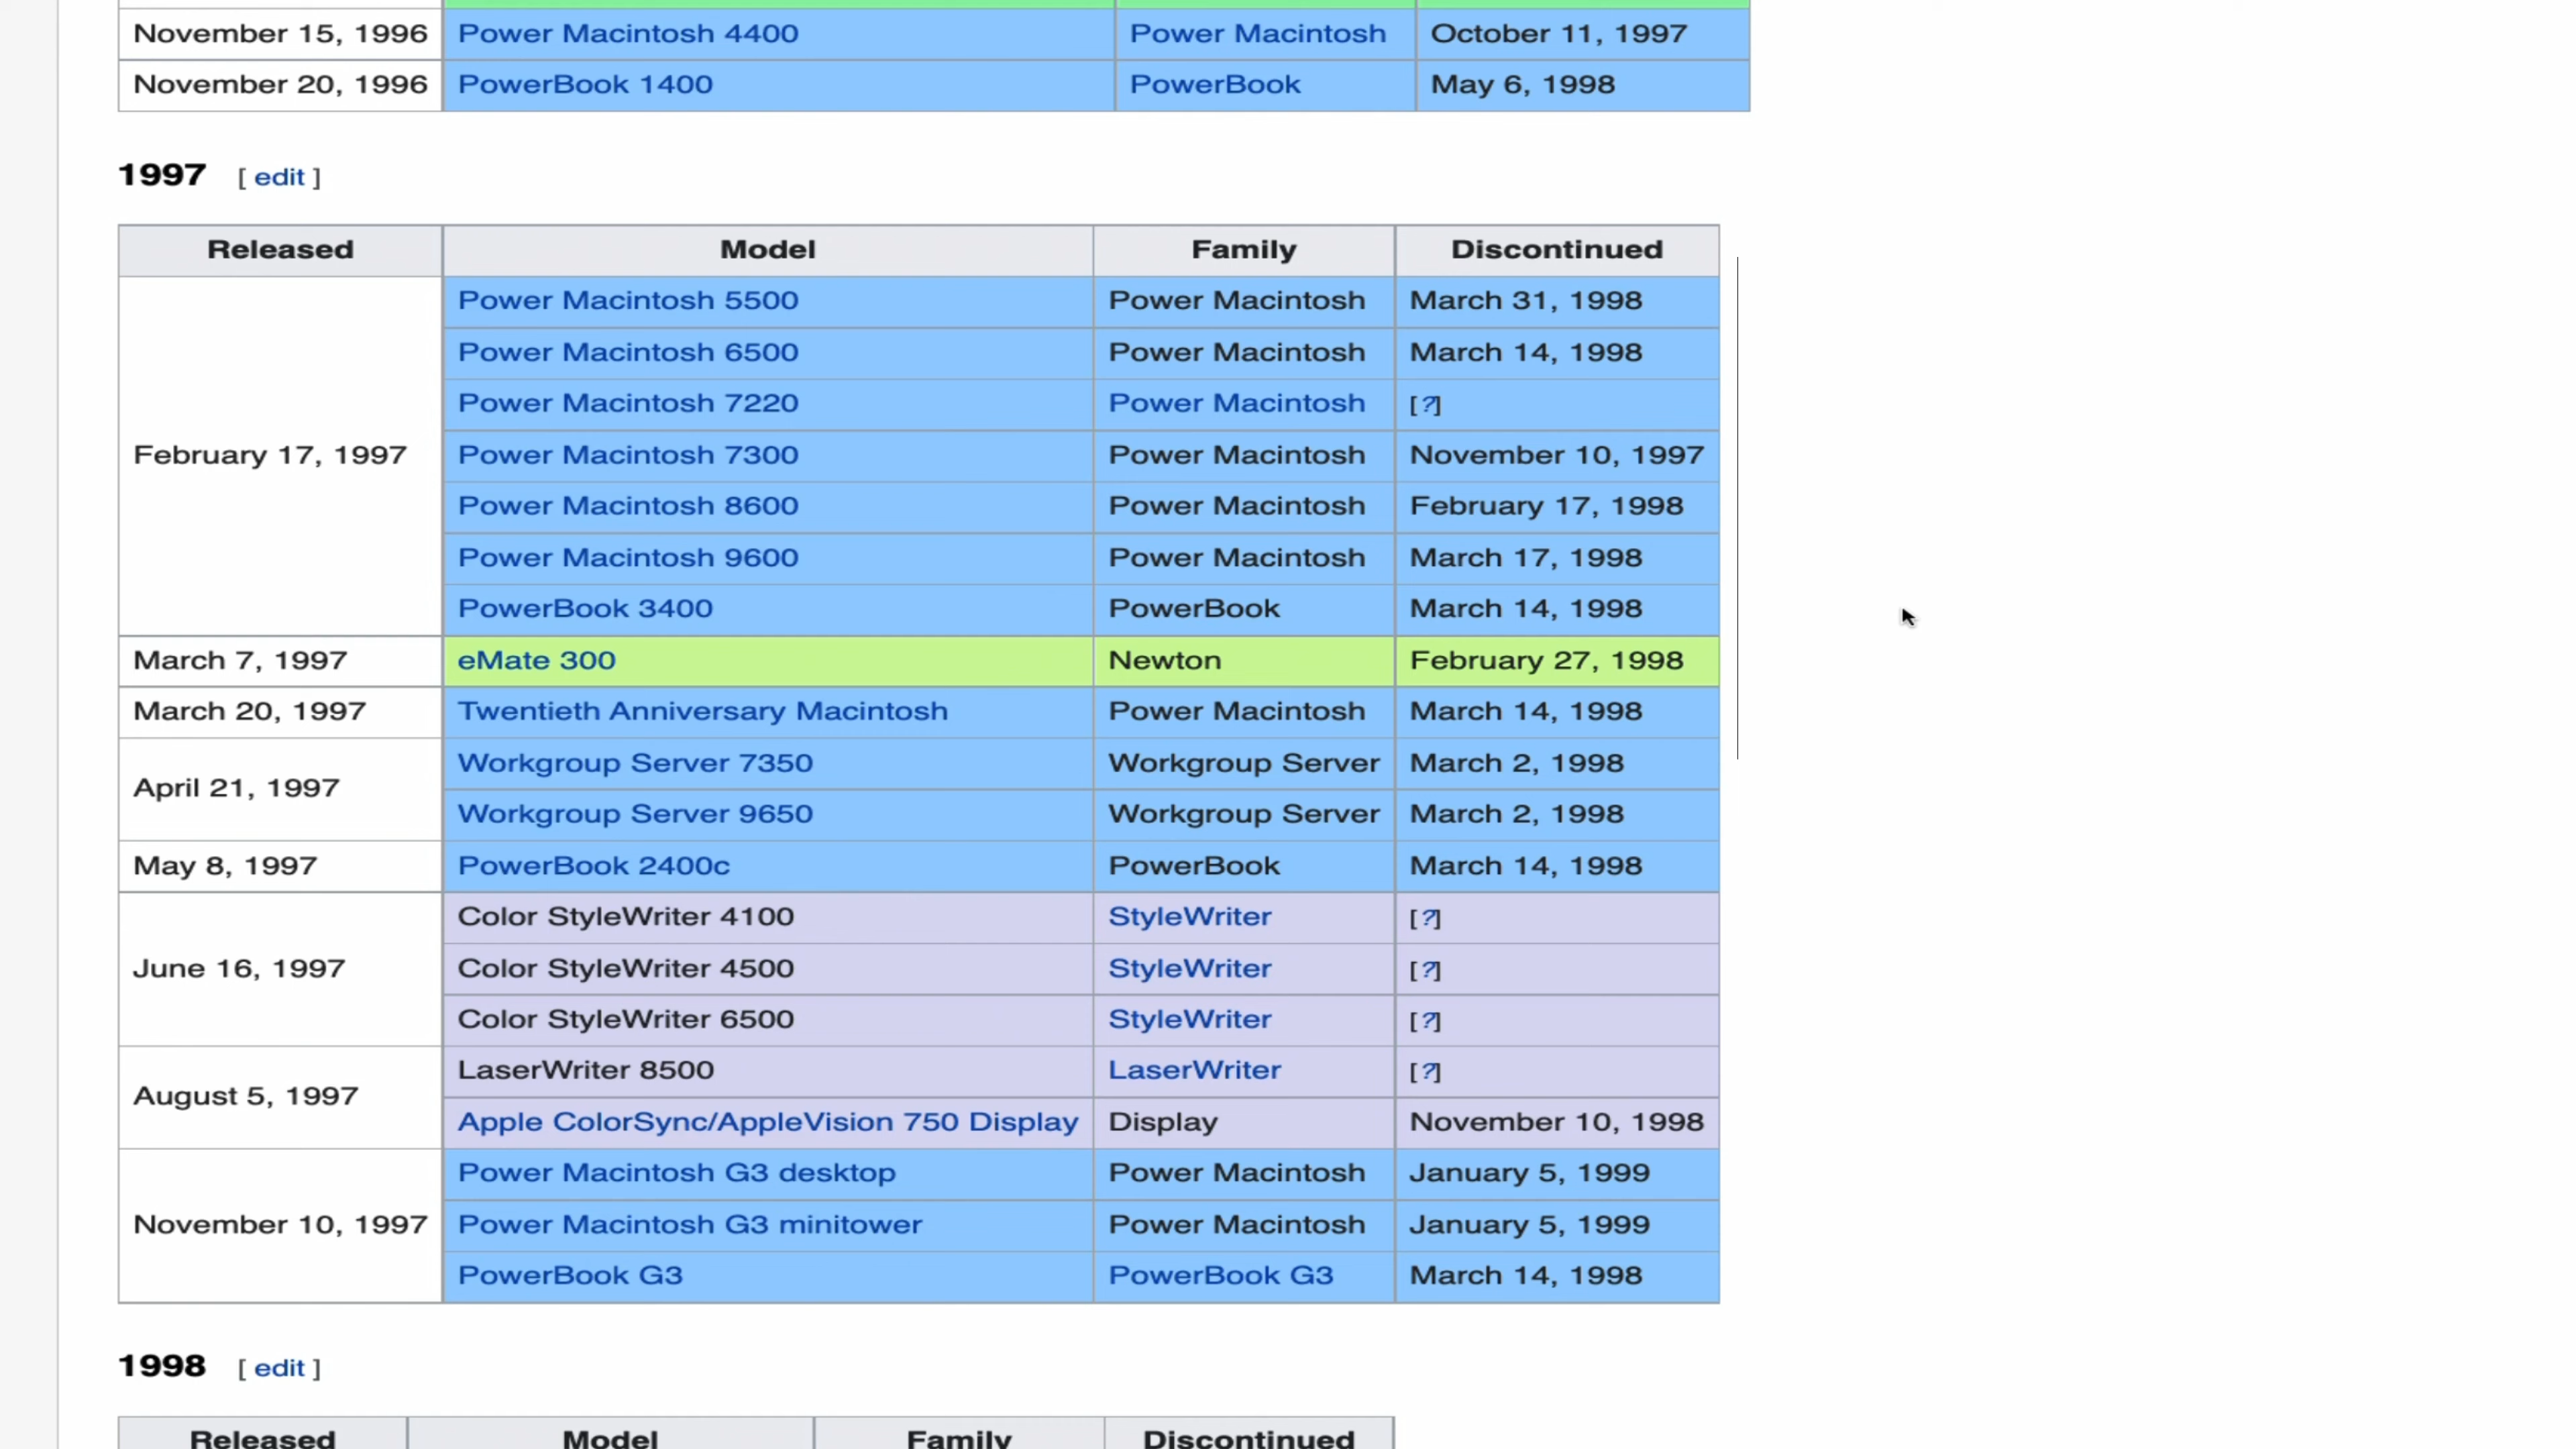 November 15, 1996 Power Macintosh 4400 Power Macintosh October 11, 1997
November 20, 1996 PowerBook 1400 PowerBook May 6, 1998
1997 [ edit ]
Released Model Family Discontinued
February 17, 1997 Power Macintosh 5500 Power Macintosh March 31, 1998
Power Macintosh 6500 Power Macintosh March 14, 1998
Power Macintosh 7220 Power Macintosh [?]
Power Macintosh 7300 Power Macintosh November 10, 1997
Power Macintosh 8600 Power Macintosh February 17, 1998
Power Macintosh 9600 Power Macintosh March 17, 1998
PowerBook 3400 PowerBook March 14, 1998
March 7, 1997 eMate 300 Newton February 27, 1998
March 20, 1997 Twentieth Anniversary Macintosh Power Macintosh March 14, 1998
April 21, 1997 Workgroup Server 7350 Workgroup Server March 2, 1998
Workgroup Server 9650 Workgroup Server March 2, 1998
May 8, 1997 PowerBook 2400c PowerBook March 14, 1998
June 16, 1997 Color StyleWriter 4100 StyleWriter [?]
Color StyleWriter 4500 StyleWriter [?]
Color StyleWriter 6500 StyleWriter [?]
August 5, 1997 LaserWriter 8500 LaserWriter [?]
Apple ColorSync/AppleVision 750 Display Display November 10, 1998
November 10, 1997 Power Macintosh G3 desktop Power Macintosh January 5, 1999
Power Macintosh G3 minitower Power Macintosh January 5, 1999
PowerBook G3 PowerBook G3 March 14, 1998
1998 [ edit ]
Released Model Family Discontinued